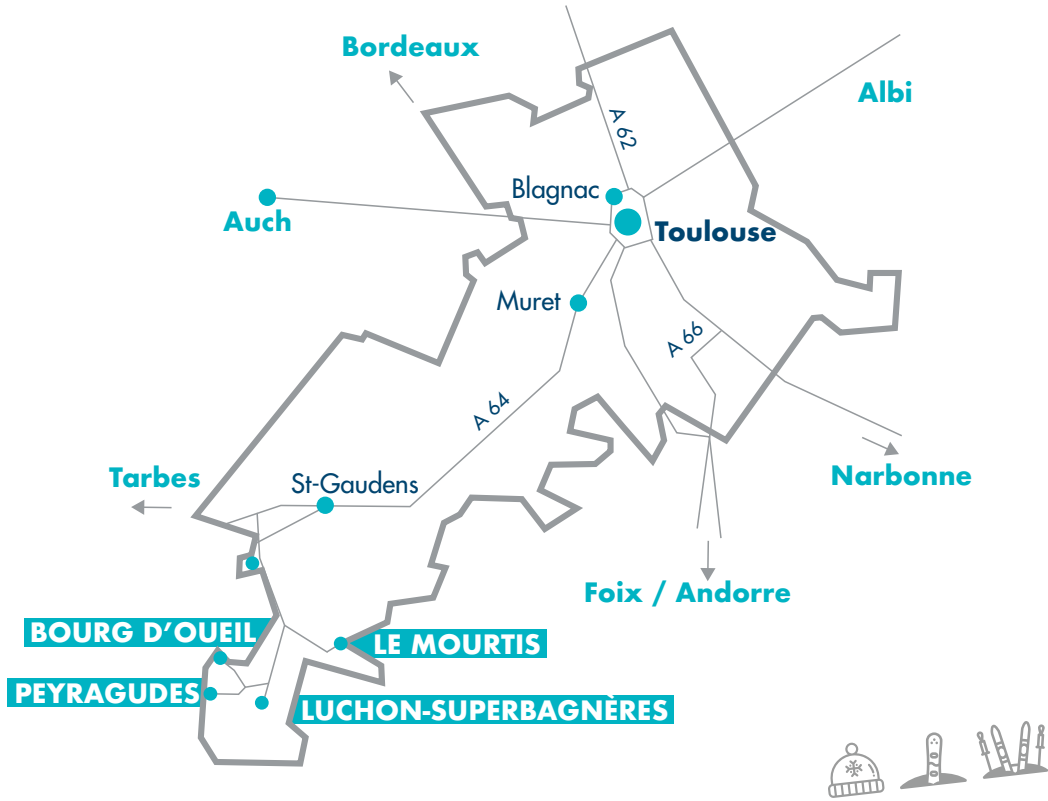 Bordeaux
Albi
A 62
Blagnac
Auch
Toulouse
Muret
A 66
A 64
Tarbes
St-Gaudens
Narbonne
Foix / Andorre
BOURG D’OUEIL
LE MOURTIS
PEYRAGUDES
LUCHON-SUPERBAGNÈRES